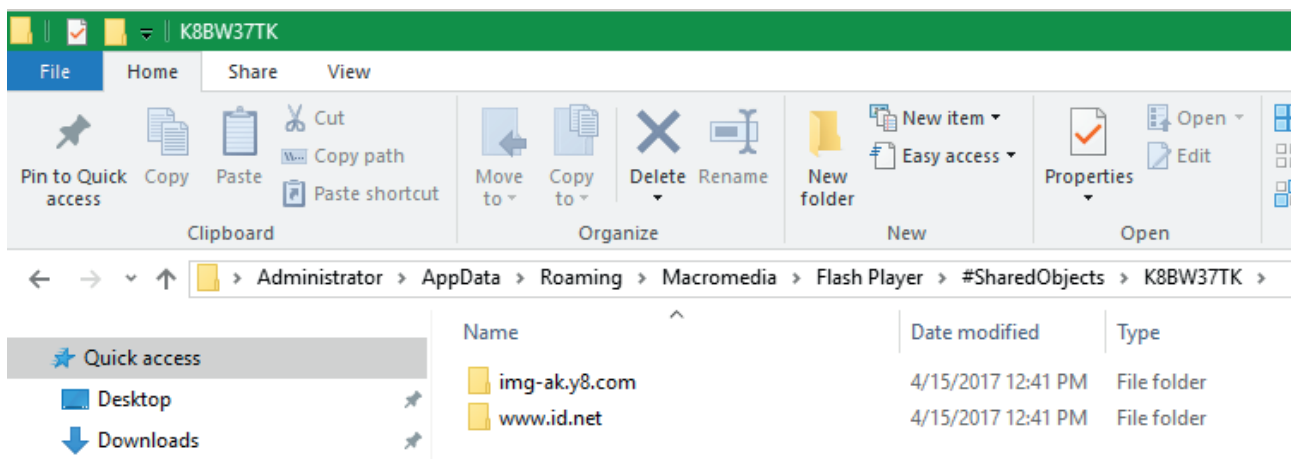 K8BW37TK
File Home Share View
Pin to Quick access
Copy
Paste
Cut
W... Copy path
Paste shortcut
Clipboard
Move to
Copy to
Delete
Rename
Organize
New folder
New item
Easy access
New
Properties
Open
Edit
Open
> Administrator > AppData > Roaming > Macromedia > Flash Player > #SharedObjects > K8BW37TK >
Quick access
Desktop
Downloads
Name Date modified Type
img-ak.y8.com 4/15/2017 12:41 PM File folder
www.id.net 4/15/2017 12:41 PM File folder